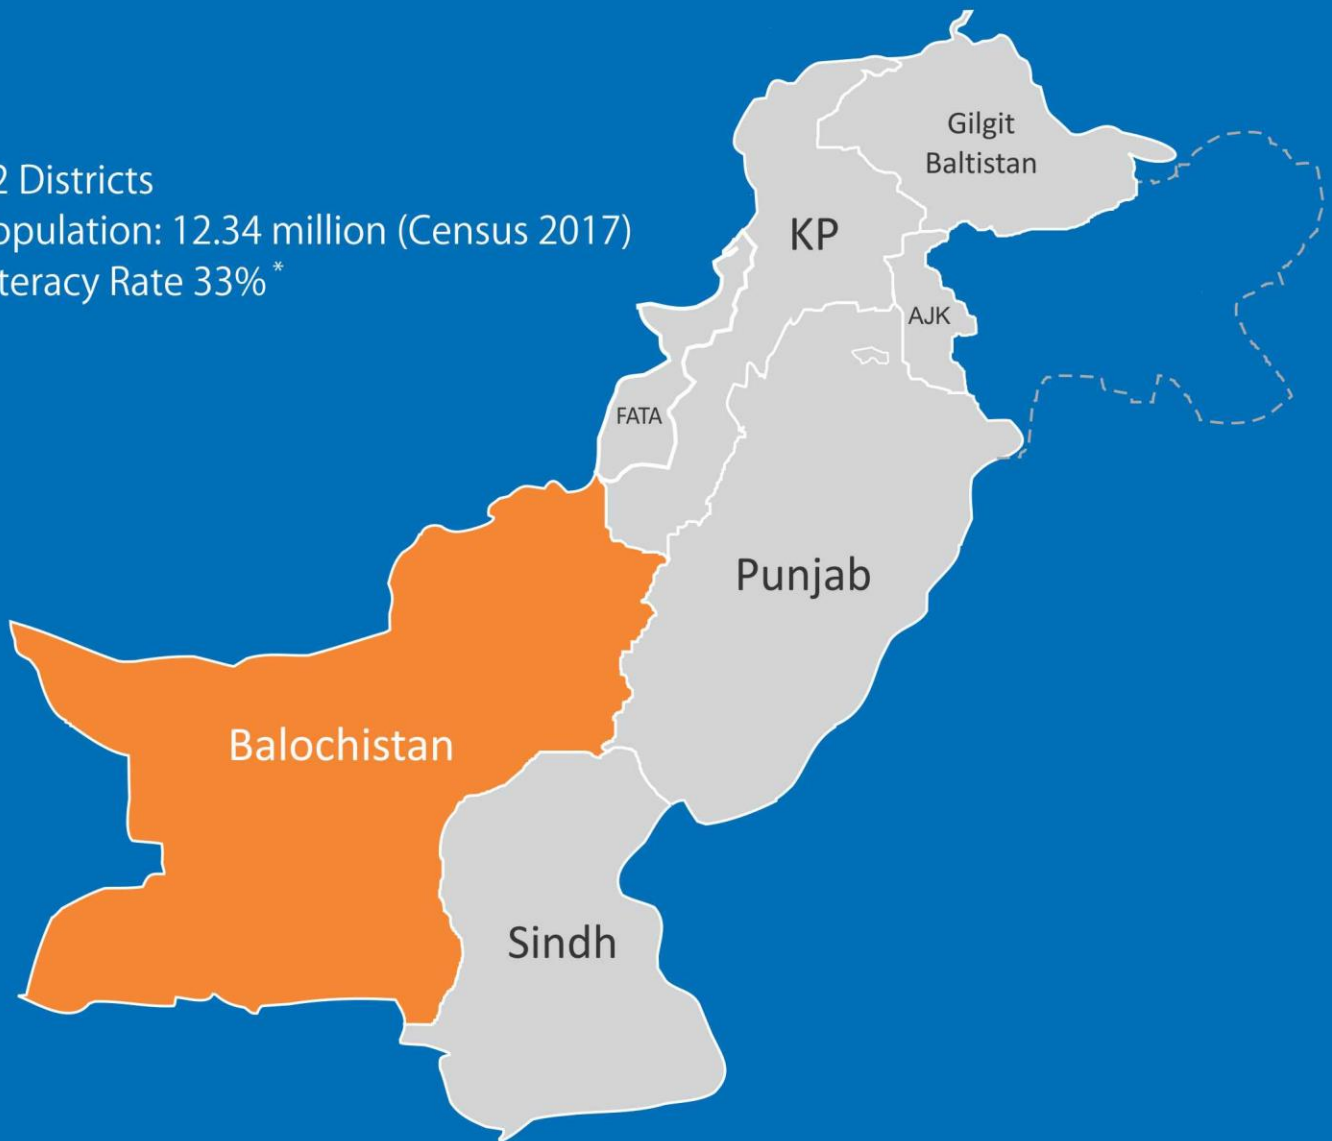 2 Districts
opulation: 12.34 million (Census 2017)
teracy Rate 33% *
Gilgit
Baltistan
KP
AJK
FATA
Punjab
Balochistan
Sindh